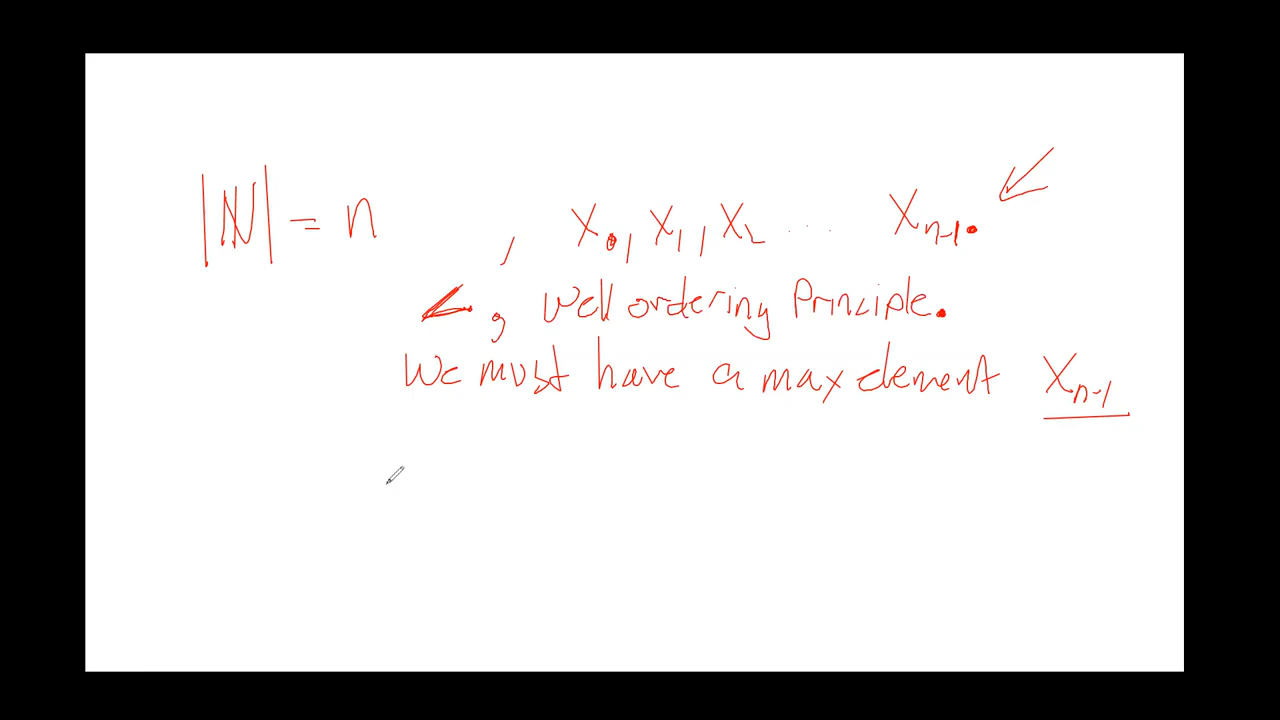 |ℕ| = n , x₀, x₁, x₂ ... xₙ₋₁.
<, Well ordering Principle.
We must have a max element xₙ₋₁